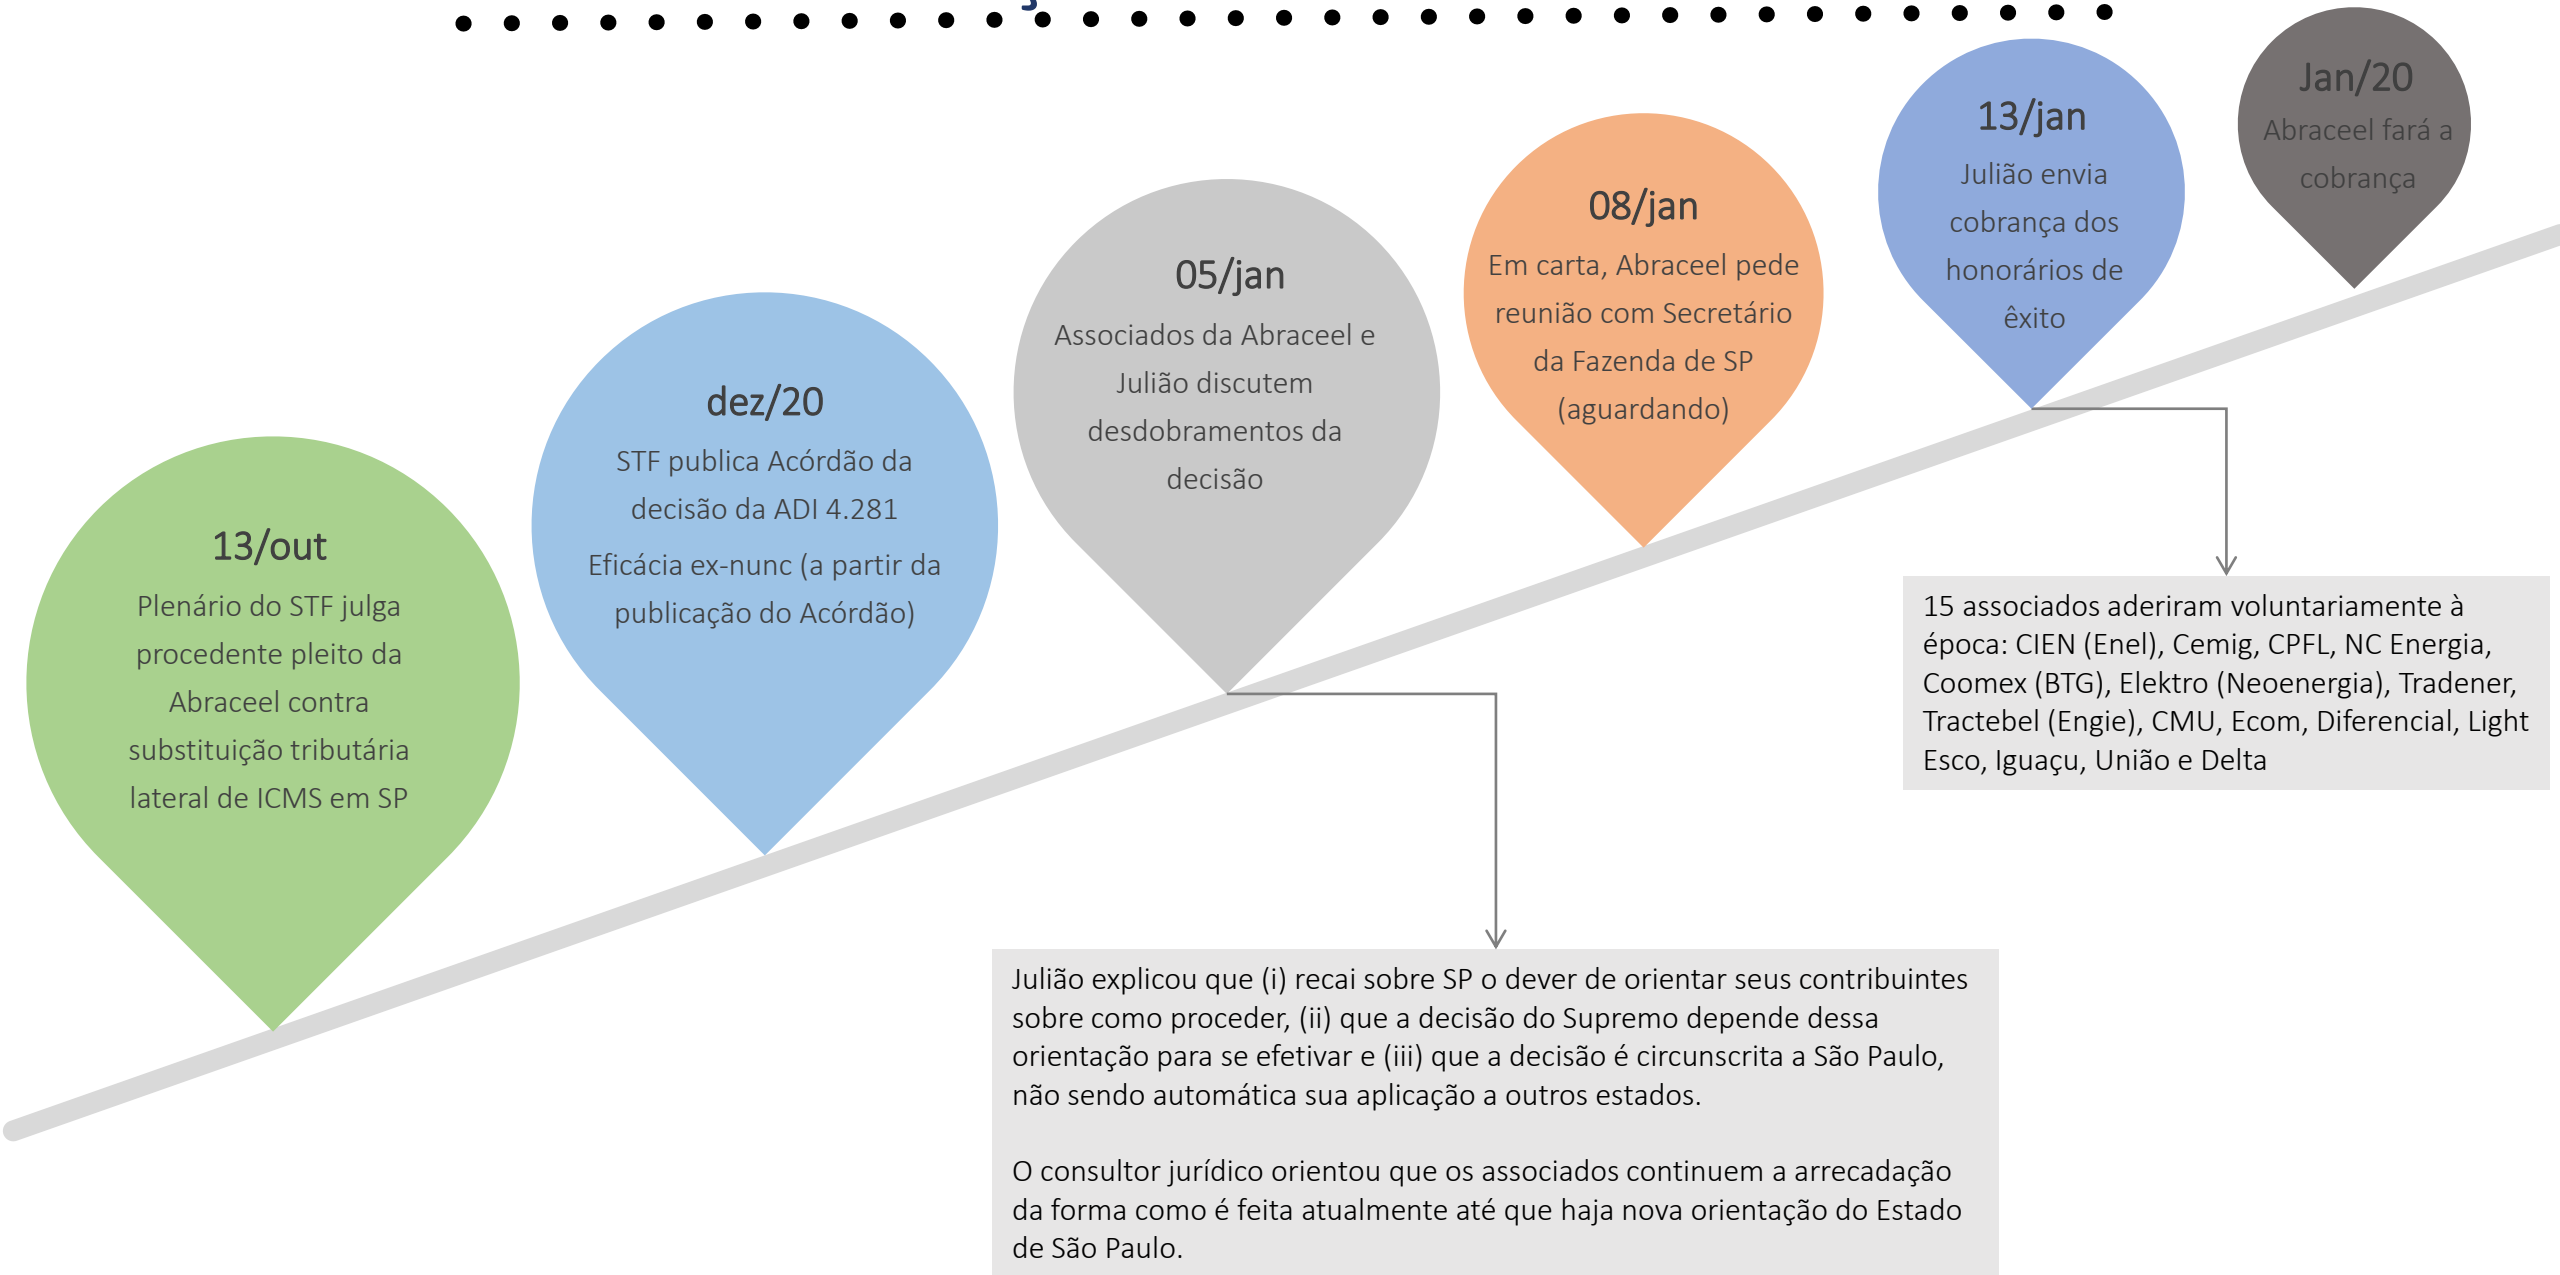 13/out
Plenário do STF julga
procedente pleito da
Abraceel contra
substituição tributária
lateral de ICMS em SP
dez/20
STF publica Acórdão da
decisão da ADI 4.281
Eficácia ex-nunc (a partir da
publicação do Acórdão)
05/jan
Associados da Abraceel e
Julião discutem
desdobramentos da
decisão
08/jan
Em carta, Abraceel pede
reunião com Secretário
da Fazenda de SP
(aguardando)
13/jan
Julião envia
cobrança dos
honorários de
êxito
Jan/20
Abraceel fará a
cobrança
15 associados aderiram voluntariamente à
época: CIEN (Enel), Cemig, CPFL, NC Energia,
Coomex (BTG), Elektro (Neoenergia), Tradener,
Tractebel (Engie), CMU, Ecom, Diferencial, Light
Esco, Iguaçu, União e Delta
Julião explicou que (i) recai sobre SP o dever de orientar seus contribuintes
sobre como proceder, (ii) que a decisão do Supremo depende dessa
orientação para se efetivar e (iii) que a decisão é circunscrita a São Paulo,
não sendo automática sua aplicação a outros estados.
O consultor jurídico orientou que os associados continuem a arrecadação
da forma como é feita atualmente até que haja nova orientação do Estado
de São Paulo.